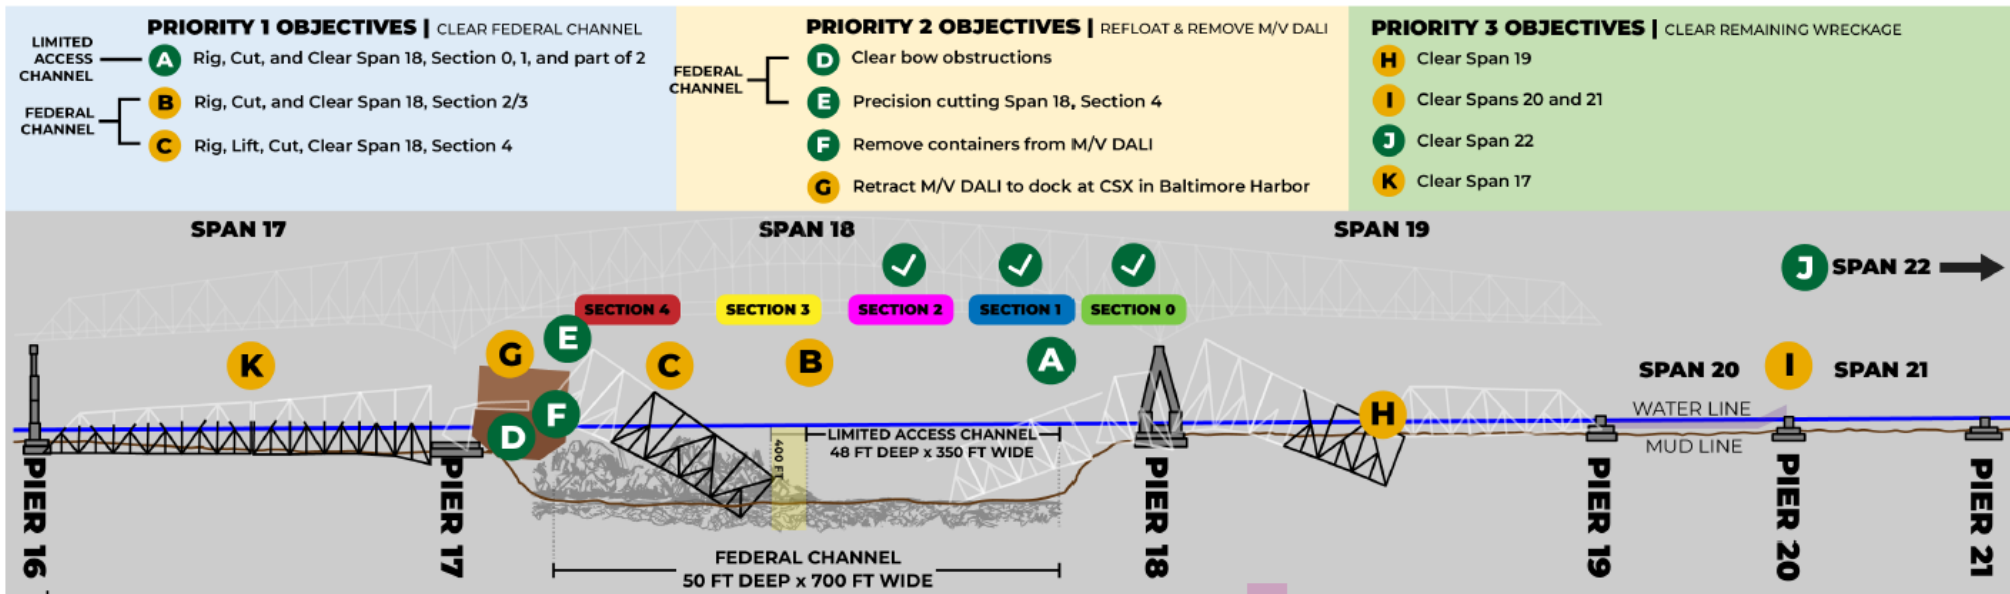 PRIORITY 1 OBJECTIVES | CLEAR FEDERAL CHANNEL
LIMITED
ACCESS
CHANNEL
A Rig, Cut, and Clear Span 18, Section 0, 1, and part of 2
FEDERAL
CHANNEL
B Rig, Cut, and Clear Span 18, Section 2/3
C Rig, Lift, Cut, Clear Span 18, Section 4
PRIORITY 2 OBJECTIVES | REFLOAT & REMOVE M/V DALI
FEDERAL
CHANNEL
D Clear bow obstructions
E Precision cutting Span 18, Section 4
F Remove containers from M/V DALI
G Retract M/V DALI to dock at CSX in Baltimore Harbor
PRIORITY 3 OBJECTIVES | CLEAR REMAINING WRECKAGE
H Clear Span 19
I Clear Spans 20 and 21
J Clear Span 22
K Clear Span 17
SPAN 17
SPAN 18
SPAN 19
J SPAN 22
SECTION 4
SECTION 3
SECTION 2
SECTION 1
SECTION 0
K
G
E
C
B
A
F
D
H
SPAN 20
I
SPAN 21
WATER LINE
MUD LINE
400 FT
LIMITED ACCESS CHANNEL
48 FT DEEP x 350 FT WIDE
PIER 16
PIER 17
PIER 18
PIER 19
PIER 20
PIER 21
FEDERAL CHANNEL
50 FT DEEP x 700 FT WIDE